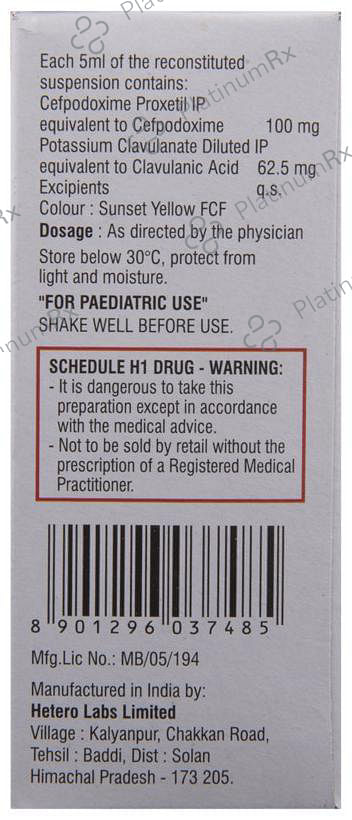 Each 5ml of the reconstituted
suspension contains:
Cefpodoxime Proxetil IP
equivalent to Cefpodoxime 100 mg
Potassium Clavulanate Diluted IP
equivalent to Clavulanic Acid 62.5 mg
Excipients q.s.
Colour : Sunset Yellow FCF
Dosage : As directed by the physician
Store below 30°C, protect from
light and moisture.
"FOR PAEDIATRIC USE"
SHAKE WELL BEFORE USE.
SCHEDULE H1 DRUG - WARNING:
- It is dangerous to take this
preparation except in accordance
with the medical advice.
- Not to be sold by retail without the
prescription of a Registered Medical
Practitioner.
8 901296 037485
Mfg.Lic No.: MB/05/194
Manufactured in India by:
Hetero Labs Limited
Village : Kalyanpur, Chakkan Road,
Tehsil : Baddi, Dist : Solan
Himachal Pradesh - 173 205.
PlatinumRx
PlatinumRx
PlatinumRx